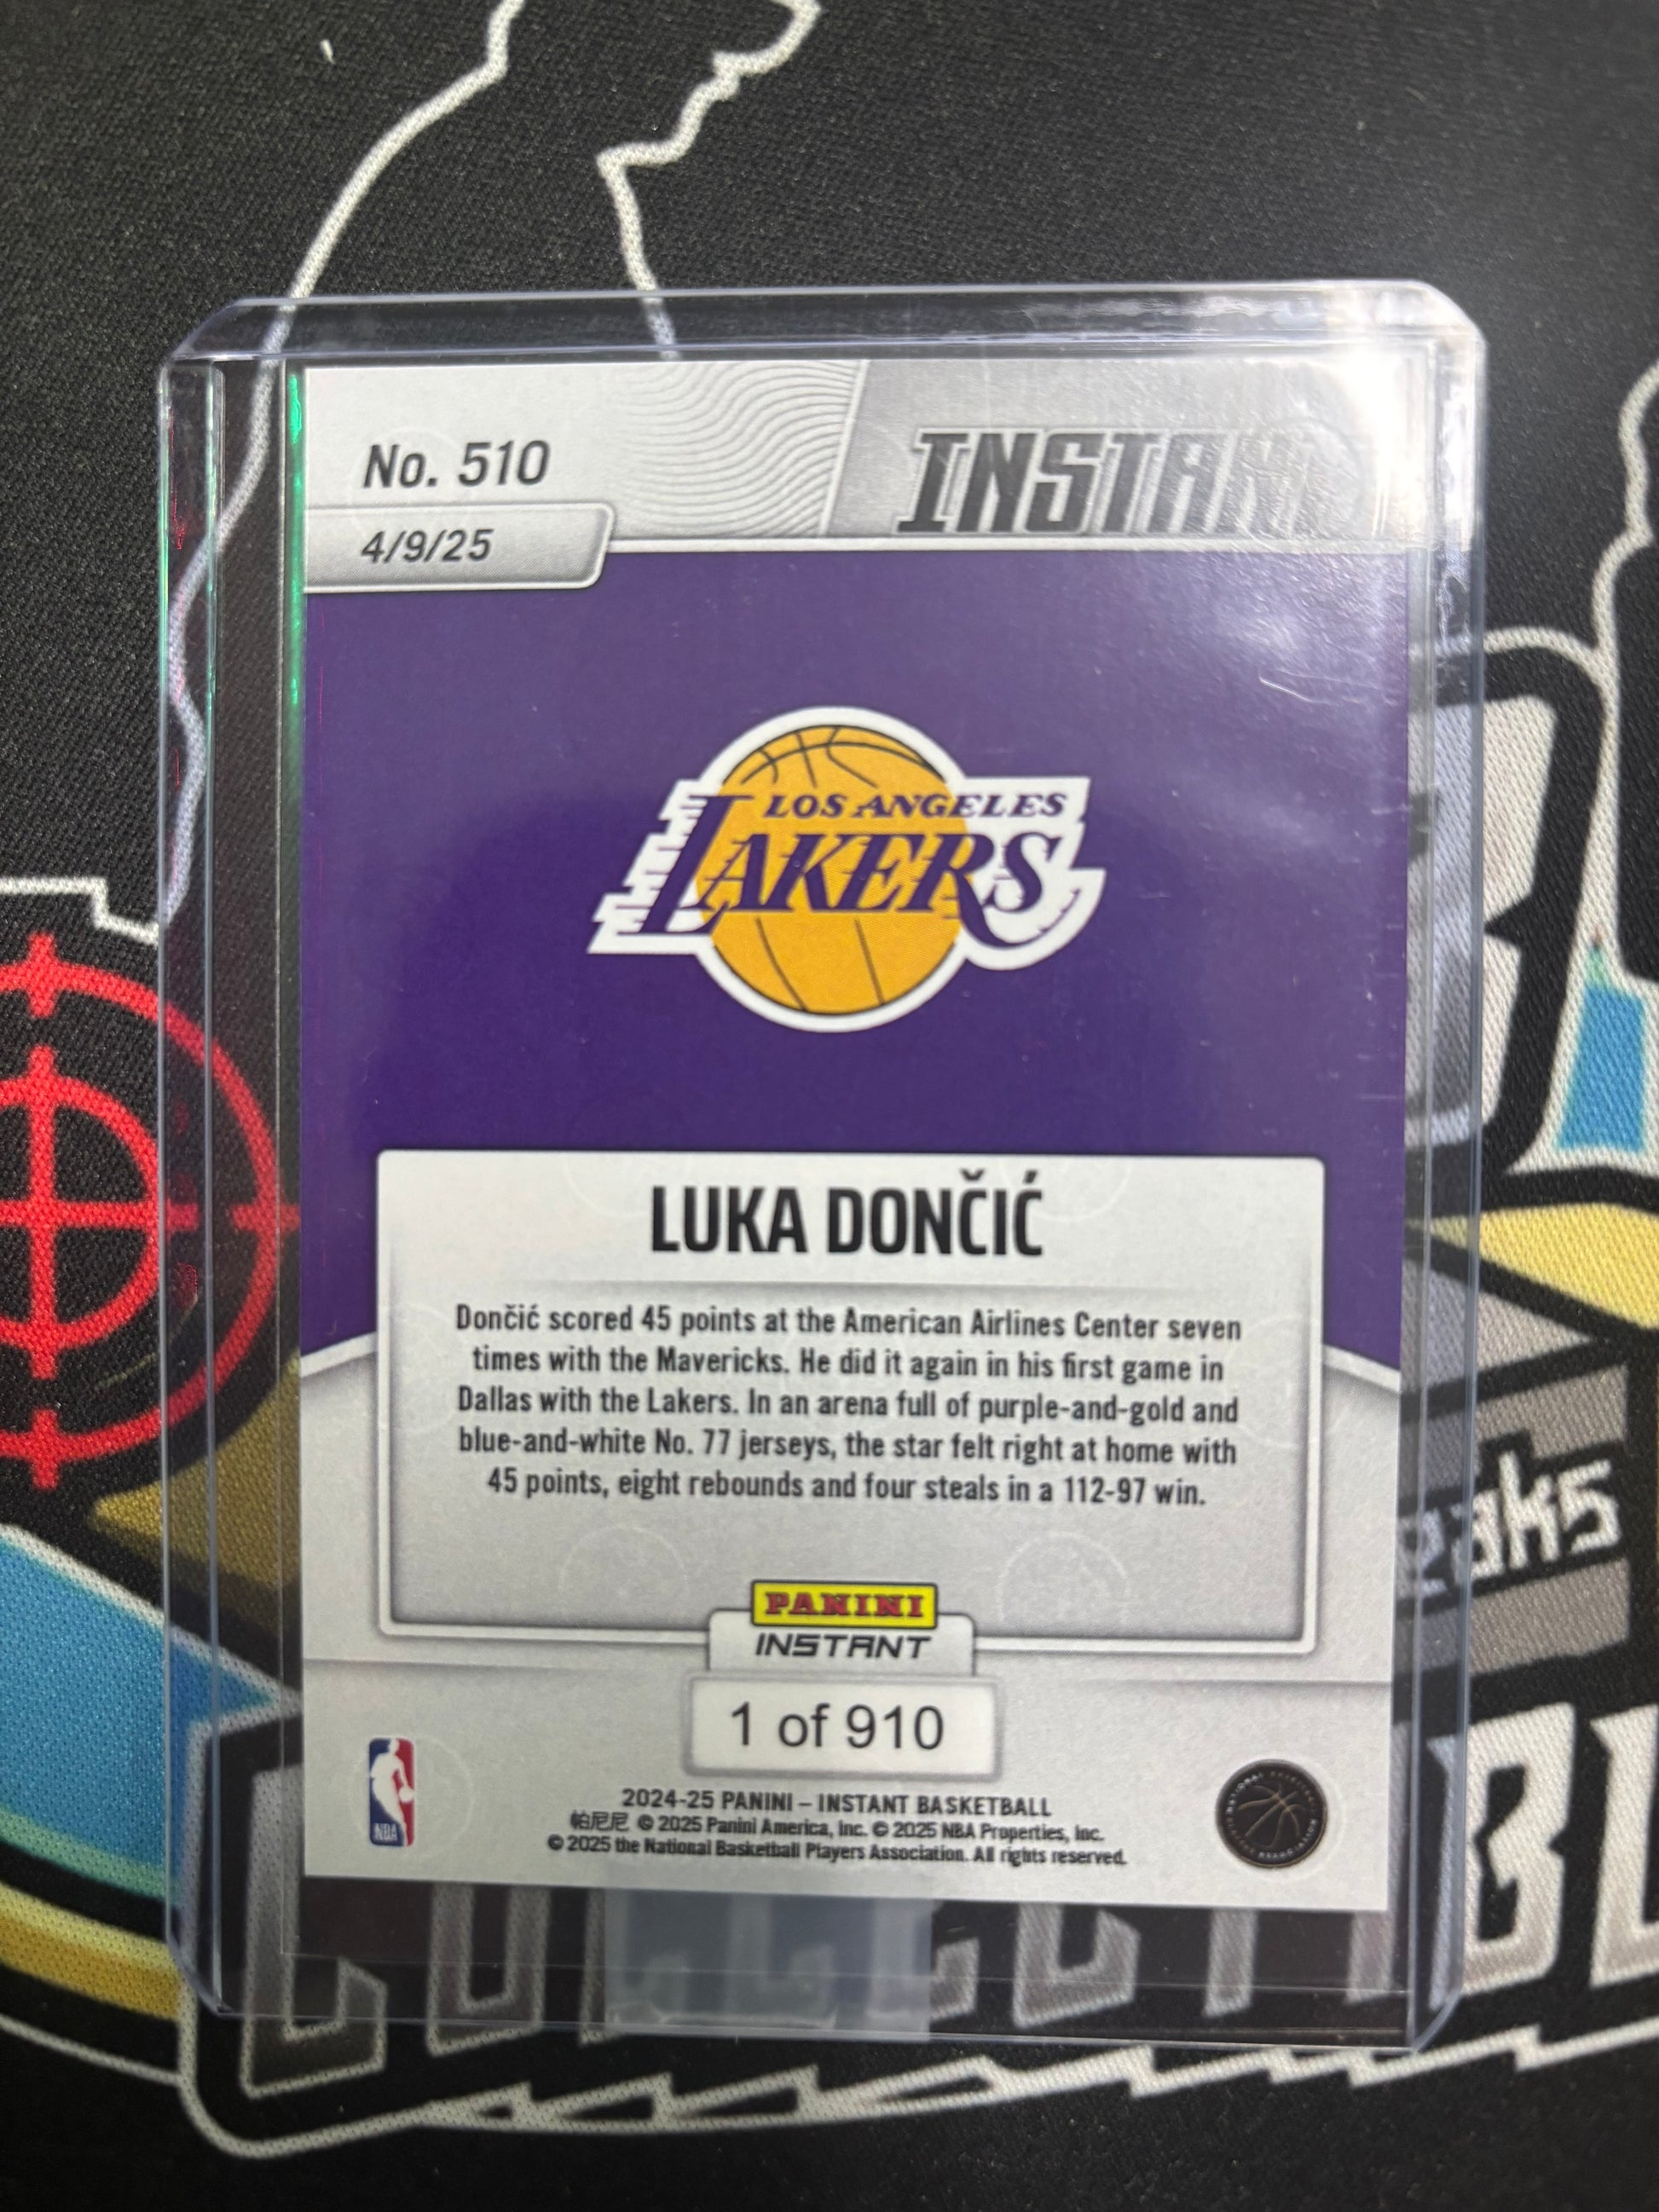 No. 510
INSTANT
4/9/25
LOS ANGELES
LAKERS
LUKA DONČIĆ
Dončić scored 45 points at the American Airlines Center seven
times with the Mavericks. He did it again in his first game in
Dallas with the Lakers. In an arena full of purple-and-gold and
blue-and-white No. 77 jerseys, the star felt right at home with
45 points, eight rebounds and four steals in a 112-97 win.
PANINI
INSTANT
1 of 910
NBA
2024-25 PANINI – INSTANT BASKETBALL
帕尼尼 © 2025 Panini America, Inc. © 2025 NBA Properties, Inc.
© 2025 the National Basketball Players Association. All rights reserved.